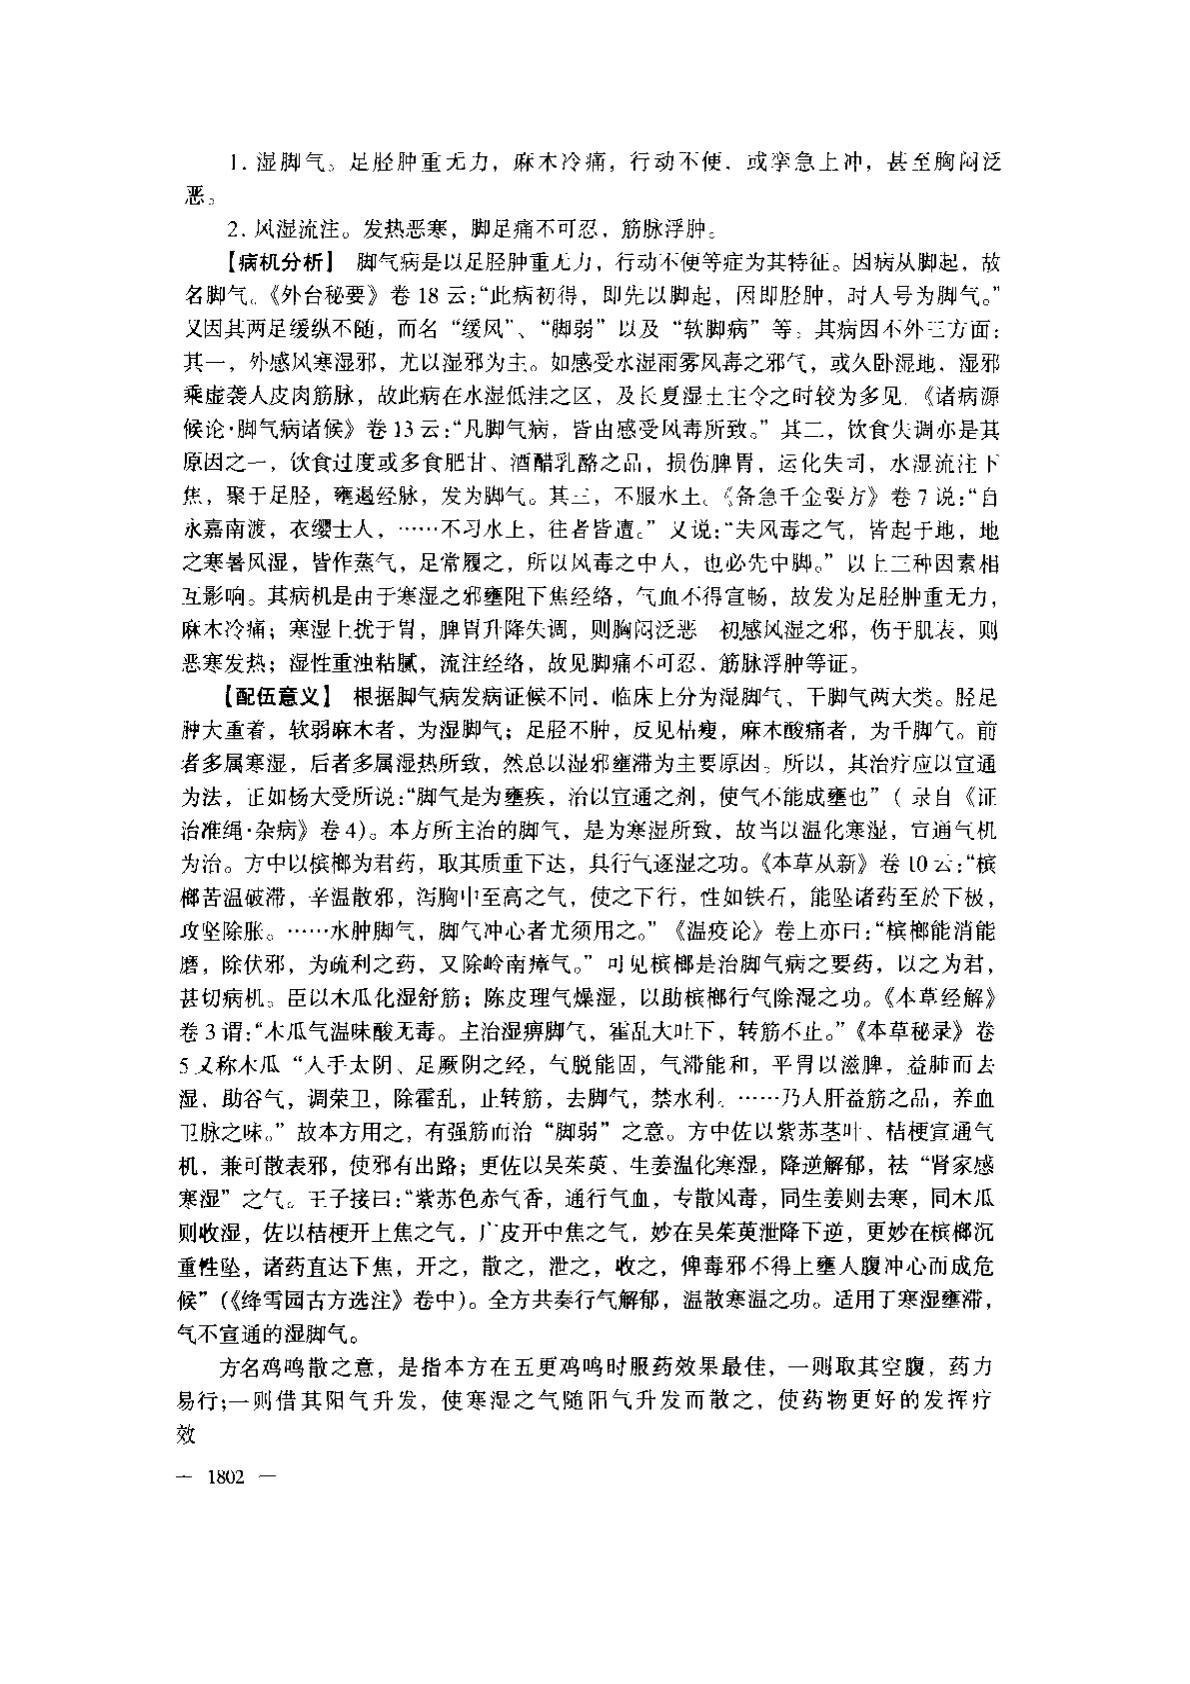 1. 湿脚气。足胫肿重无力，麻木冷痛，行动不便．或挛急上冲，甚至胸闷泛
恶。
2. 风湿流注。发热恶寒，脚足痛不可忍．筋脉浮肿。
【病机分析】 脚气病是以足胫肿重无力，行动不便等症为其特征。因病从脚起，故
名脚气。《外台秘要》卷 18 云:“此病初得，即先以脚起，因即胫肿，时人号为脚气。”
又因其两足缓纵不随，而名“缓风”、“脚弱”以及“软脚病”等。其病因不外三方面:
其一，外感风寒湿邪，尤以湿邪为主。如感受水湿雨雾风毒之邪气，或久卧湿地．湿邪
乘虚袭人皮肉筋脉，故此病在水湿低洼之区，及长夏湿土主令之时较为多见.《诸病源
候论·脚气病诸候》卷 13 云:“凡脚气病，皆由感受风毒所致。”其二，饮食失调亦是其
原因之一，饮食过度或多食肥甘、酒醋乳酪之品，损伤脾胃，运化失司，水湿流注下
焦，聚于足胫，壅遏经脉，发为脚气。其三，不服水土。《备急千金要方》卷 7 说:“自
永嘉南渡，衣缨士人，……不习水上，往者皆遭。”又说:“夫风毒之气，皆起于地，地
之寒暑风湿，皆作蒸气，足常履之，所以风毒之中人，也必先中脚。”以上三种因素相
互影响。其病机是由于寒湿之邪壅阻下焦经络，气血不得宣畅，故发为足胫肿重无力，
麻木冷痛；寒湿上扰于胃，脾胃升降失调，则胸闷泛恶 初感风湿之邪，伤于肌表，则
恶寒发热；湿性重浊粘腻，流注经络，故见脚痛不可忍．筋脉浮肿等证。
【配伍意义】 根据脚气病发病证候不同．临床上分为湿脚气、干脚气两大类。胫足
肿大重着，软弱麻木者，为湿脚气；足胫不肿，反见枯瘦，麻木酸痛者，为干脚气。前
者多属寒湿，后者多属湿热所致，然总以湿邪壅滞为主要原因。所以，其治疗应以宣通
为法，正如杨大受所说:“脚气是为壅疾，治以宣通之剂，使气不能成壅也”( 录自《证
治准绳·杂病》卷 4)。本方所主治的脚气，是为寒湿所致，故当以温化寒湿，宣通气机
为治。方中以槟榔为君药，取其质重下达，具行气逐湿之功。《本草从新》卷 10 云:“槟
榔苦温破滞，辛温散邪，泻胸中至高之气，使之下行，性如铁石，能坠诸药至於下极，
攻坚除胀。……水肿脚气，脚气冲心者尤须用之。”《温疫论》卷上亦曰:“槟榔能消能
磨，除伏邪，为疏利之药，又除岭南瘴气。”可见槟榔是治脚气病之要药，以之为君，
甚切病机。臣以木瓜化湿舒筋；陈皮理气燥湿，以助槟榔行气除湿之功。《本草经解》
卷 3 谓:“木瓜气温味酸无毒。主治湿痹脚气，霍乱大吐下，转筋不止。”《本草秘录》卷
5 又称木瓜“入手太阴、足厥阴之经，气脱能固，气滞能和，平胃以滋脾，益肺而去
湿．助谷气，调荣卫，除霍乱，止转筋，去脚气，禁水利。……乃人肝益筋之品，养血
卫脉之味。”故本方用之，有强筋而治“脚弱”之意。方中佐以紫苏茎叶、桔梗宣通气
机．兼可散表邪，使邪有出路；更佐以吴茱萸、生姜温化寒湿，降逆解郁，祛“肾家感
寒湿”之气。王子接曰:“紫苏色赤气香，通行气血，专散风毒，同生姜则去寒，同木瓜
则收湿，佐以桔梗开上焦之气，广皮开中焦之气，妙在吴茱萸泄降下逆，更妙在槟榔沉
重性坠，诸药直达下焦，开之，散之，泄之，收之，俾毒邪不得上壅人腹冲心而成危
候”(《绛雪园古方选注》卷中)。全方共奏行气解郁，温散寒温之功。适用了寒湿壅滞，
气不宣通的湿脚气。
方名鸡鸣散之意，是指本方在五更鸡鸣时服药效果最佳，一则取其空腹，药力
易行;一则借其阳气升发，使寒湿之气随阳气升发而散之，使药物更好的发挥疗
效
— 1802 —